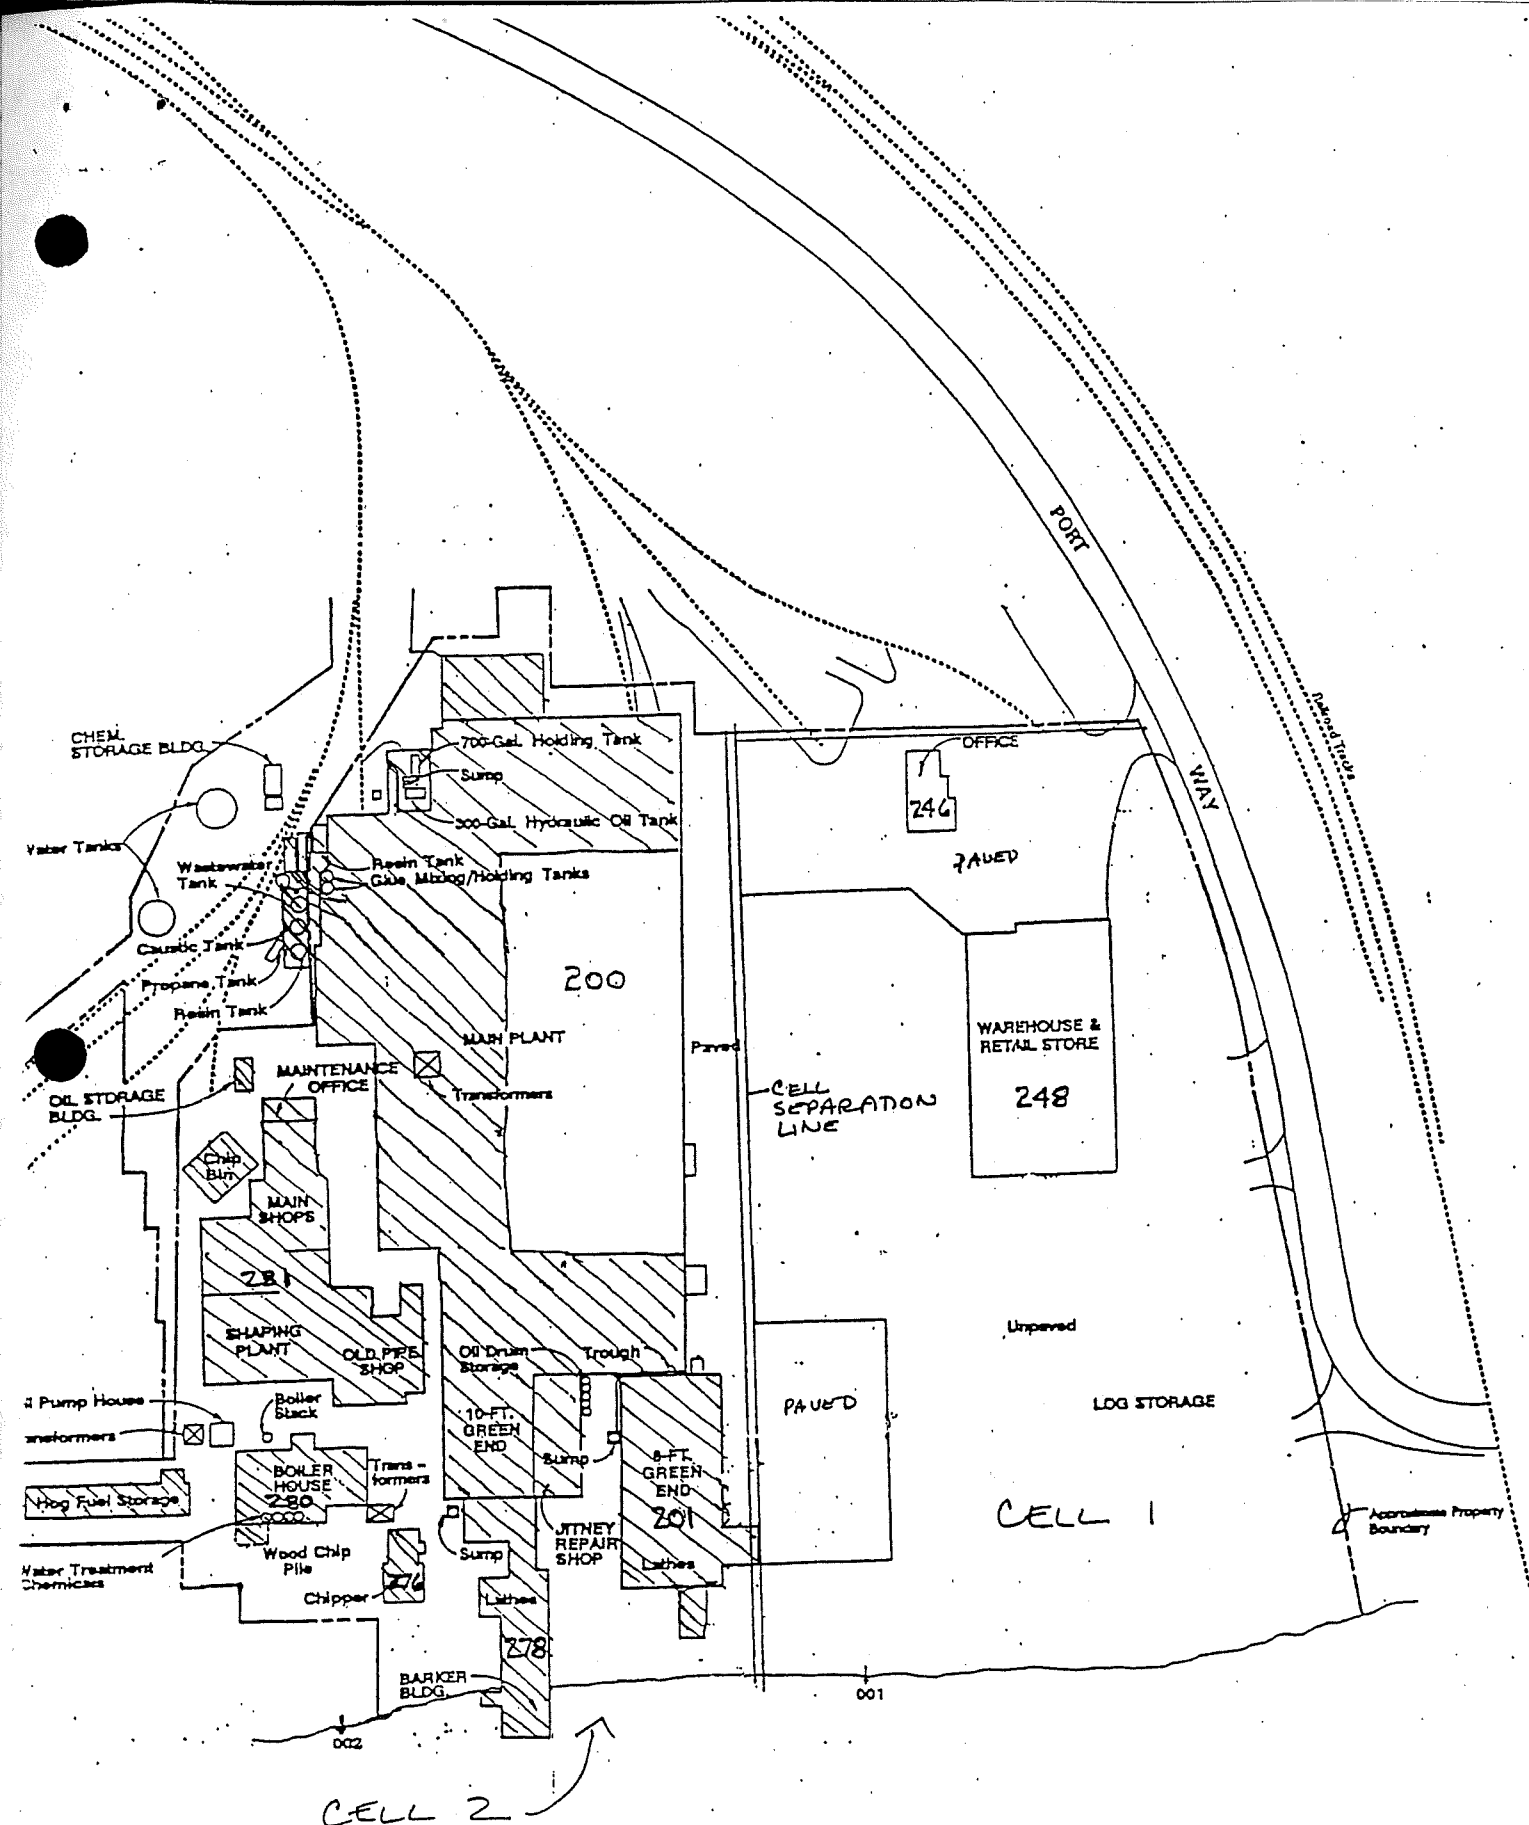 PORT
WAY
Railroad Tracks
CHEM.
STORAGE BLDG.
700-Gal. Holding Tank
Sump
300-Gal. Hydraulic Oil Tank
OFFICE
246
PAVED
Water Tanks
Wastewater
Tank
Resin Tank
Glue Mixing/Holding Tanks
Caustic Tank
Propane Tank
Resin Tank
200
MAIN PLANT
Paved
WAREHOUSE &
RETAIL STORE
248
MAINTENANCE
OFFICE
Transformers
OIL STORAGE
BLDG.
CELL
SEPARATION
LINE
Chip
Bin
MAIN
SHOPS
281
SHAPING
PLANT
OLD PIPE
SHOP
Oil Drum
Storage
Trough
Unpaved
Pump House
Boiler
Stack
10-FT.
GREEN
END
PAVED
LOG STORAGE
Sump
8-FT
GREEN
END
201
Lathes
BOILER
HOUSE
280
Trans-
formers
Hog Fuel Storage
JITNEY
REPAIR
SHOP
CELL 1
Approximate Property
Boundary
Water Treatment
Chemicals
Wood Chip
Pile
Sump
Chipper
276
Lathes
278
BARKER
BLDG.
001
002
CELL 2